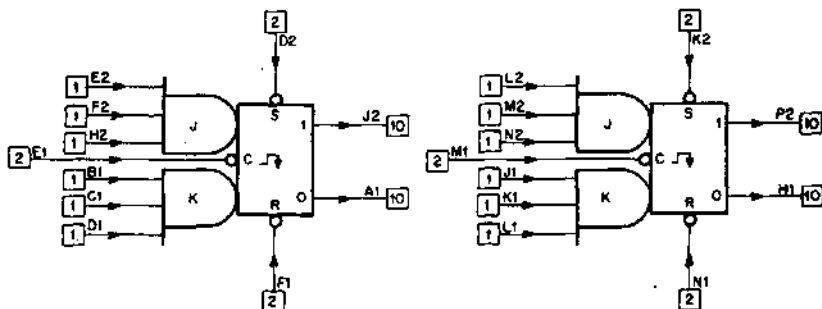 2
D2
2
K2
1 E2
1 F2
1 H2
2 E1
1 B1
1 C1
1 D1
J
K
S
C
R
1
0
J2 10
A1 10
F1
2
1 L2
1 M2
1 N2
2 M1
1 J1
1 K1
1 L1
J
K
S
C
R
1
0
P2 10
H1 10
N1
2